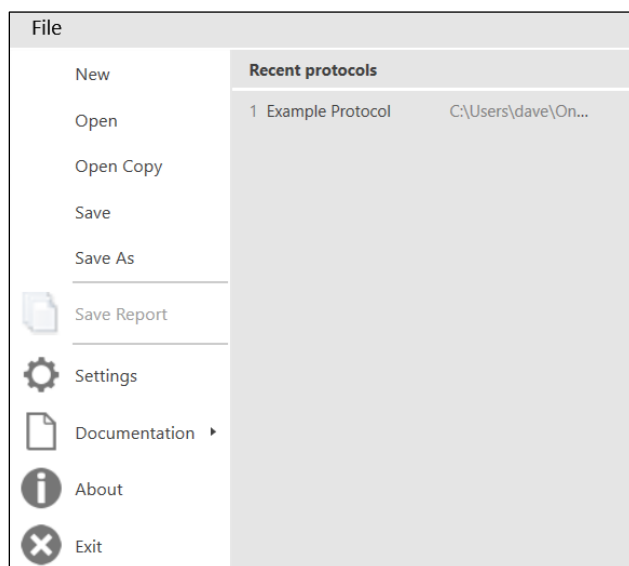 File
New
Open
Open Copy
Save
Save As
Save Report
Settings
Documentation
About
Exit
Recent protocols
1 Example Protocol C:\Users\dave\On...